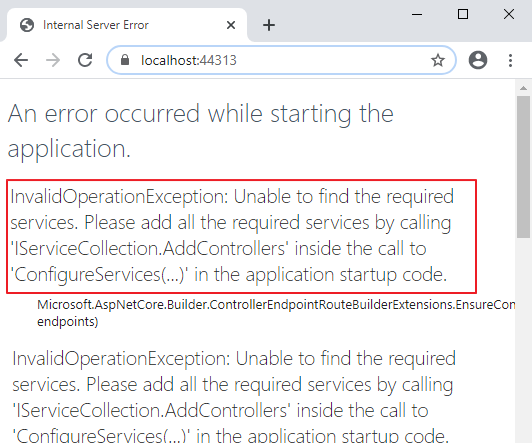 Internal Server Error
localhost:44313
An error occurred while starting the
application.
InvalidOperationException: Unable to find the required
services. Please add all the required services by calling
'IServiceCollection.AddControllers' inside the call to
'ConfigureServices(...)' in the application startup code.
Microsoft.AspNetCore.Builder.ControllerEndpointRouteBuilderExtensions.EnsureCon
endpoints)
InvalidOperationException: Unable to find the required
services. Please add all the required services by calling
'IServiceCollection.AddControllers' inside the call to
'ConfigureServices(...)' in the application startup code.